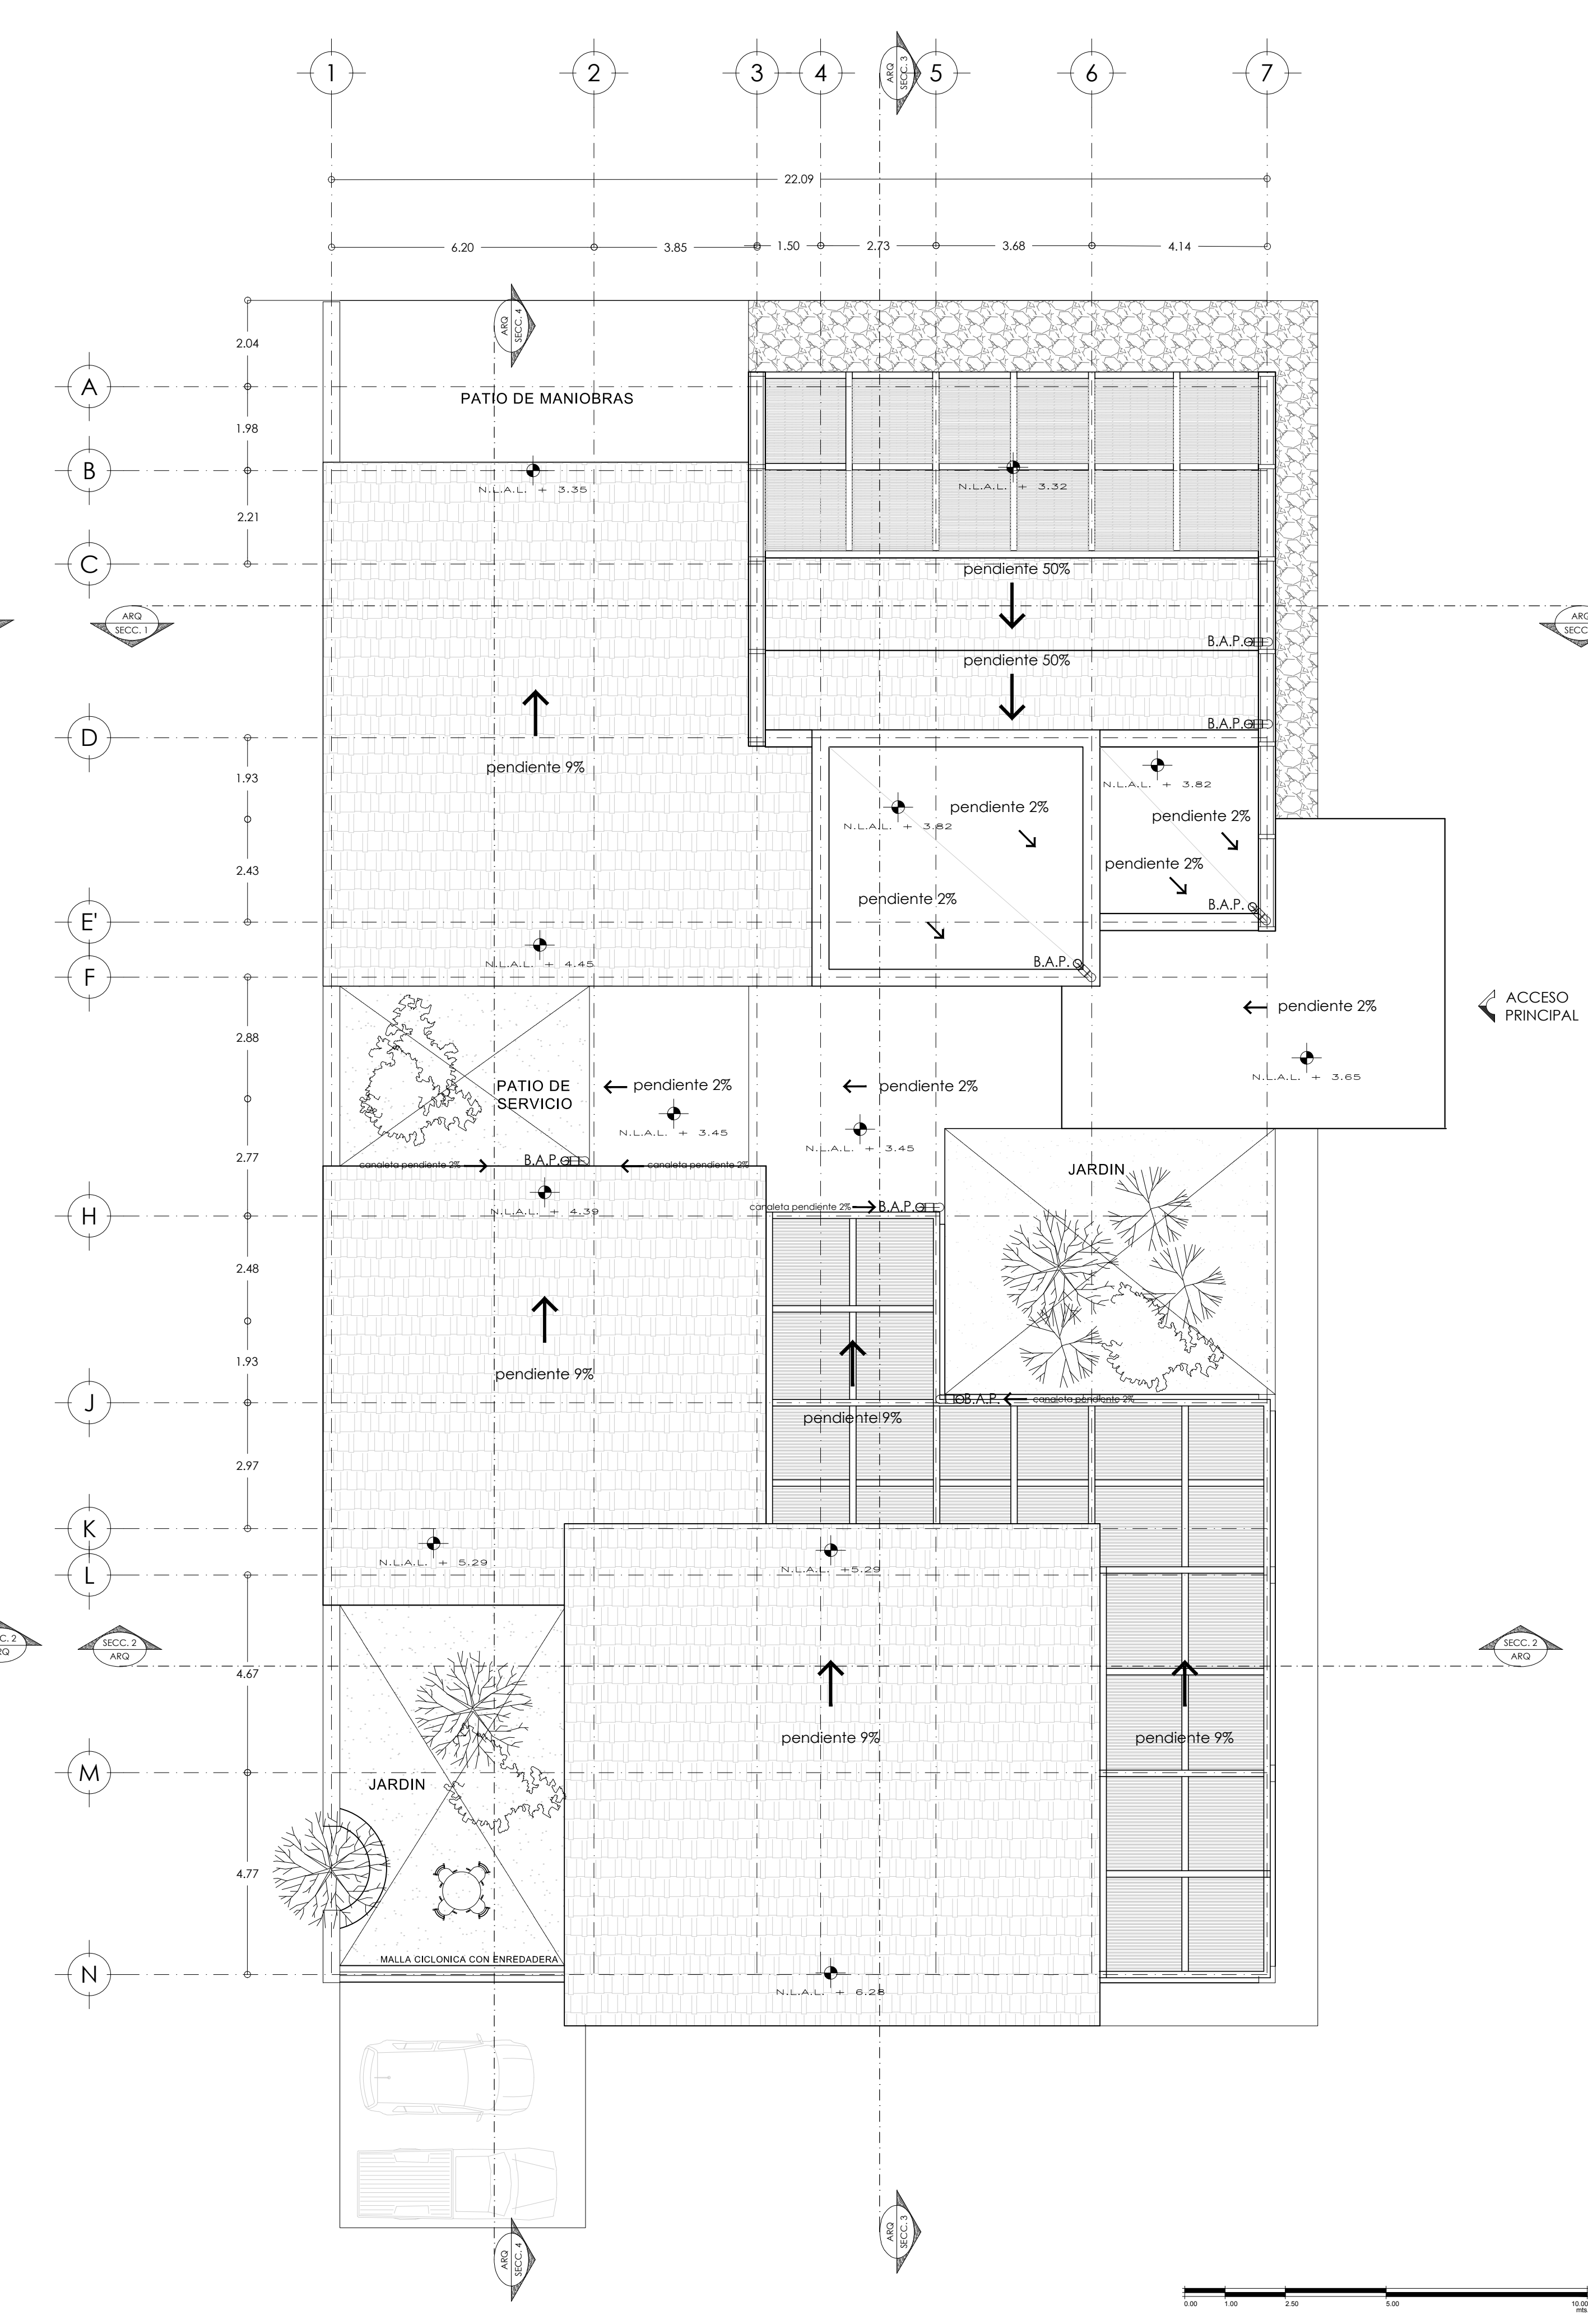 1
2
3
4
ARQ
SECC. 3
5
6
7
22.09
6.20
3.85
1.50
2.73
3.68
4.14
ARQ
SECC. 4
2.04
A
PATIO DE MANIOBRAS
1.98
B
N.L.A.L. + 3.35
N.L.A.L. + 3.32
2.21
C
pendiente 50%
ARQ
SECC. 1
ARQ
SECC
B.A.P.
pendiente 50%
B.A.P.
D
pendiente 9%
1.93
N.L.A.L. + 3.82
pendiente 2%
pendiente 2%
N.L.A.L. + 3.82
pendiente 2%
2.43
pendiente 2%
B.A.P.
E'
N.L.A.L. + 4.45
B.A.P.
F
ACCESO
PRINCIPAL
pendiente 2%
2.88
N.L.A.L. + 3.65
PATIO DE
SERVICIO
pendiente 2%
pendiente 2%
N.L.A.L. + 3.45
N.L.A.L. + 3.45
2.77
canaleta pendiente 2%
B.A.P.
canaleta pendiente 2%
JARDIN
N.L.A.L. + 4.39
canaleta pendiente 2%
B.A.P.
H
2.48
1.93
pendiente 9%
J
B.A.P.
canaleta pendiente 2%
pendiente 9%
2.97
K
N.L.A.L. + 5.29
N.L.A.L. +5.29
L
C. 2
RQ
SECC. 2
ARQ
SECC. 2
ARQ
4.67
pendiente 9%
pendiente 9%
M
JARDIN
4.77
MALLA CICLONICA CON ENREDADERA
N
N.L.A.L. + 6.28
ARQ
SECC. 3
ARQ
SECC. 4
0.00
1.00
2.50
5.00
10.00
mts